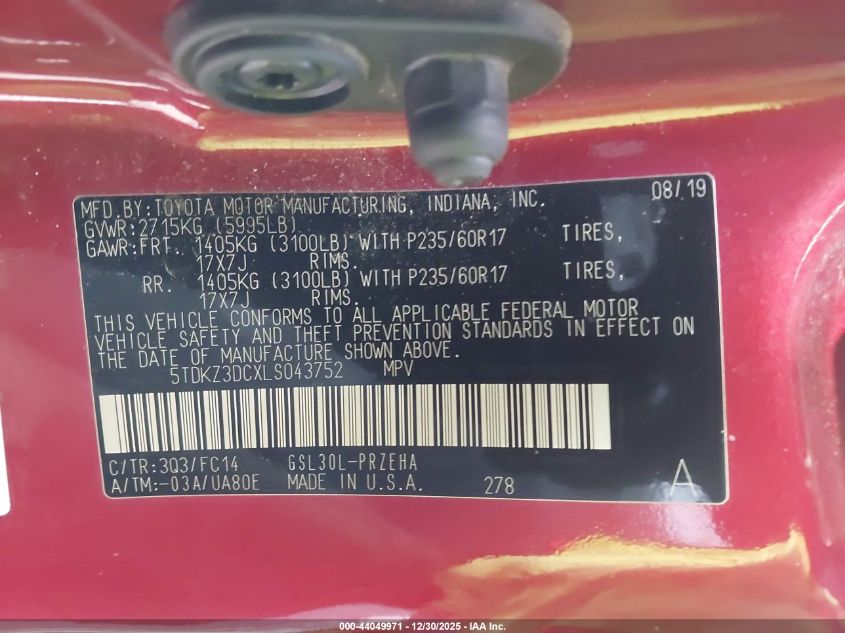 MFD.BY:TOYOTA MOTOR MANUFACTURING, INDIANA, INC. 08/19
GVWR:2715KG (5995LB)
GAWR:FRT. 1405KG (3100LB) WITH P235/60R17 TIRES,
17X7J RIMS.
RR. 1405KG (3100LB) WITH P235/60R17 TIRES,
17X7J RIMS.
THIS VEHICLE CONFORMS TO ALL APPLICABLE FEDERAL MOTOR
VEHICLE SAFETY AND THEFT PREVENTION STANDARDS IN EFFECT ON
THE DATE OF MANUFACTURE SHOWN ABOVE.
5TDKZ3DCXLS043752 MPV
C/TR:3Q3/FC14 GSL30L-PRZEHA
A/TM:-03A/UA80E MADE IN U.S.A. 278 A
000-44049971 - 12/30/2025 - IAA Inc.